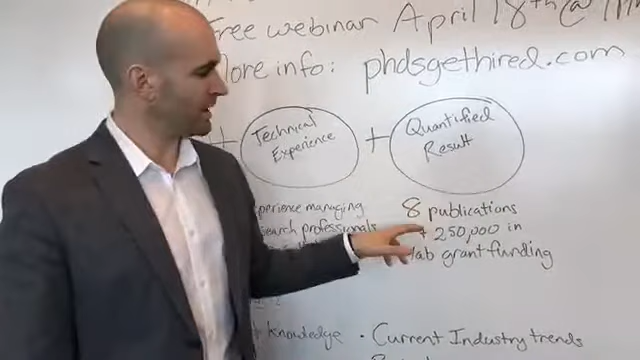 Free webinar April 18th @
More info: phdsgethired.com
+ Technical Experience + Quantified Result
experience managing
research professionals
8 publications
250,000 in
lab grant funding
knowledge
• Current Industry trends